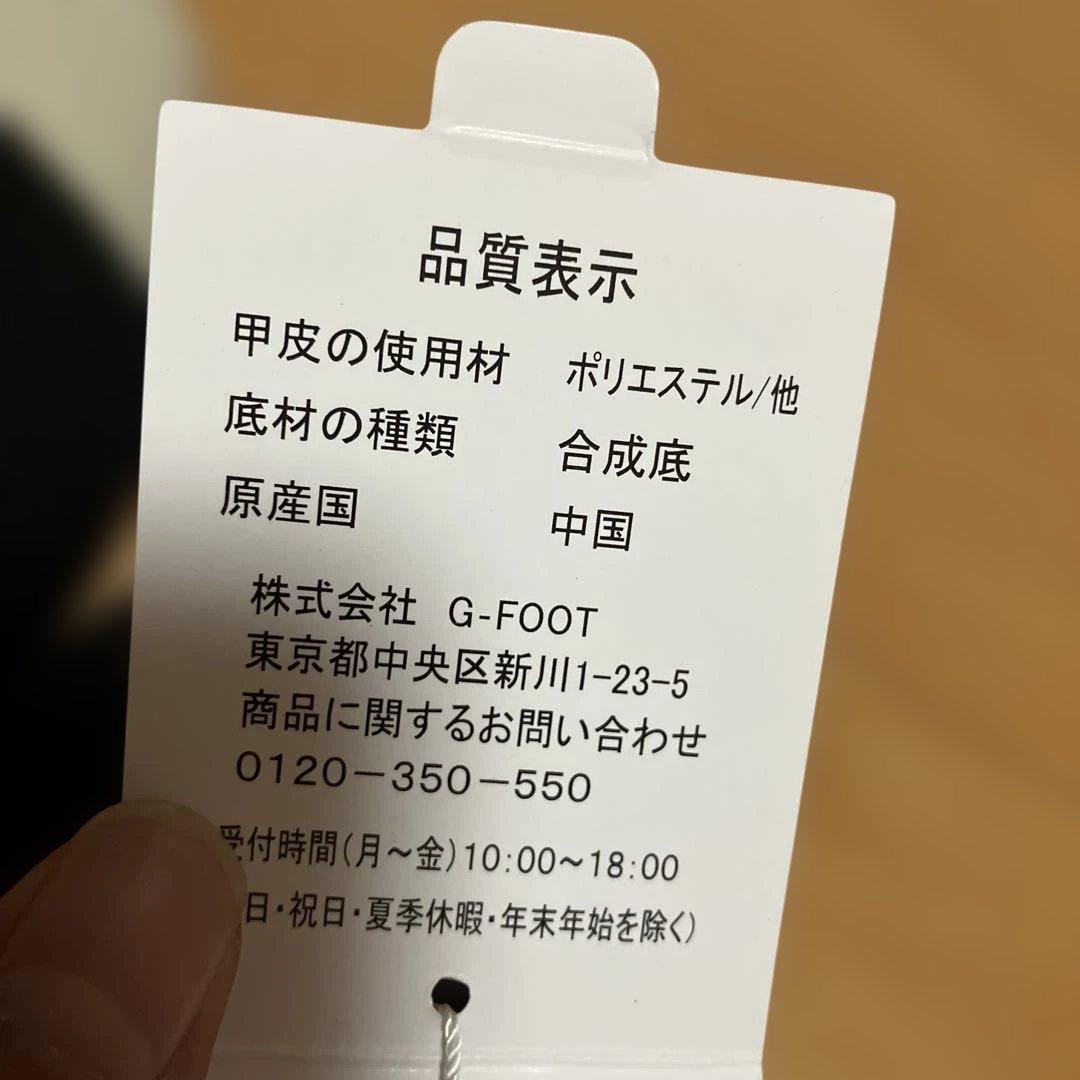 品質表示
甲皮の使用材 ポリエステル/他
底材の種類 合成底
原産国 中国
株式会社 G-FOOT
東京都中央区新川1-23-5
商品に関するお問い合わせ
0120-350-550
受付時間(月~金)10:00~18:00
日・祝日・夏季休暇・年末年始を除く)